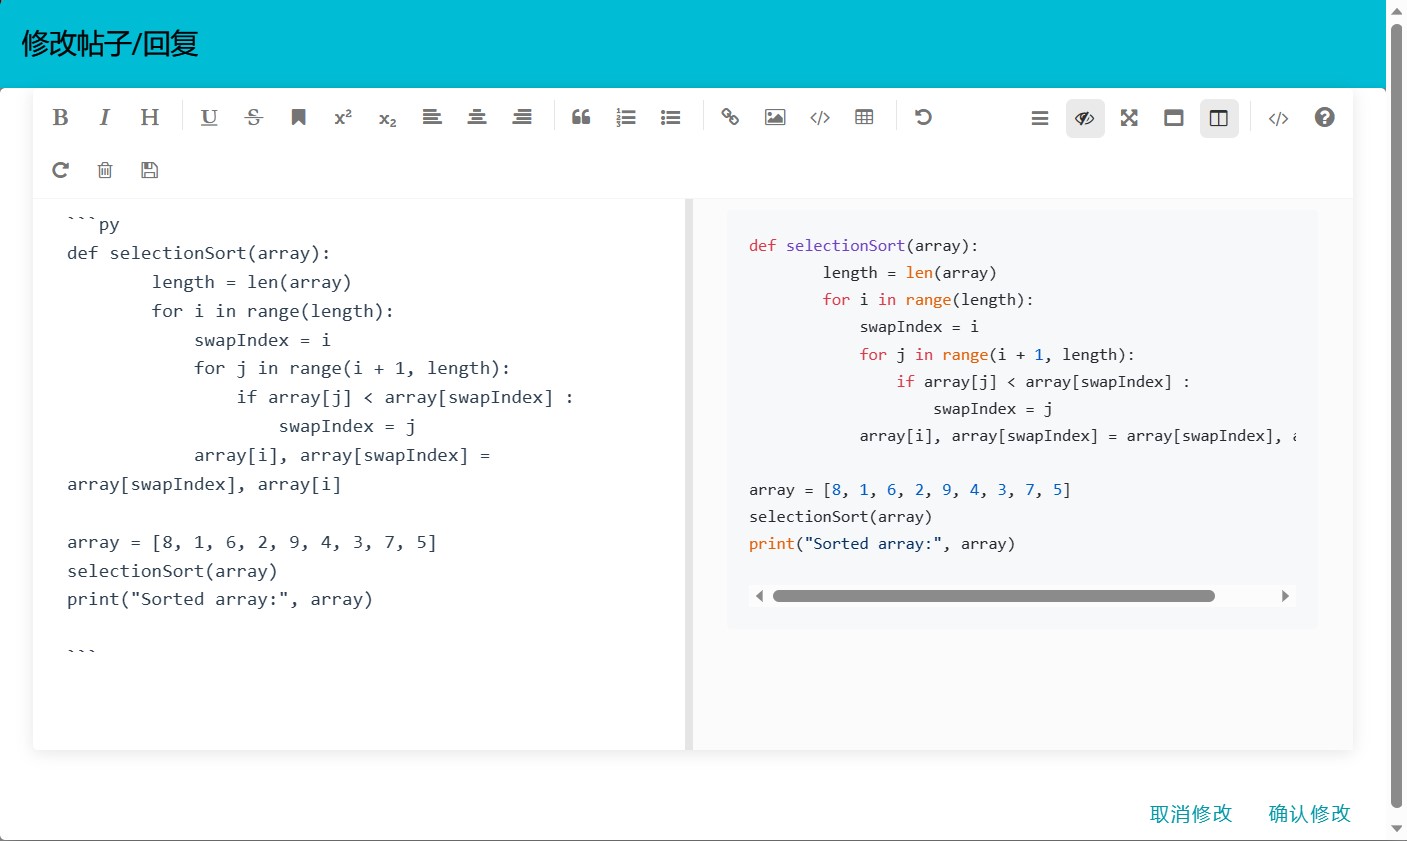 修改帖子/回复
B I H U S x² x₂
```py
def selectionSort(array):
        length = len(array)
        for i in range(length):
            swapIndex = i
            for j in range(i + 1, length):
                if array[j] < array[swapIndex] :
                    swapIndex = j
            array[i], array[swapIndex] =
array[swapIndex], array[i]

array = [8, 1, 6, 2, 9, 4, 3, 7, 5]
selectionSort(array)
print("Sorted array:", array)

```
def selectionSort(array):
        length = len(array)
        for i in range(length):
            swapIndex = i
            for j in range(i + 1, length):
                if array[j] < array[swapIndex] :
                    swapIndex = j
            array[i], array[swapIndex] = array[swapIndex],

array = [8, 1, 6, 2, 9, 4, 3, 7, 5]
selectionSort(array)
print("Sorted array:", array)
取消修改 确认修改